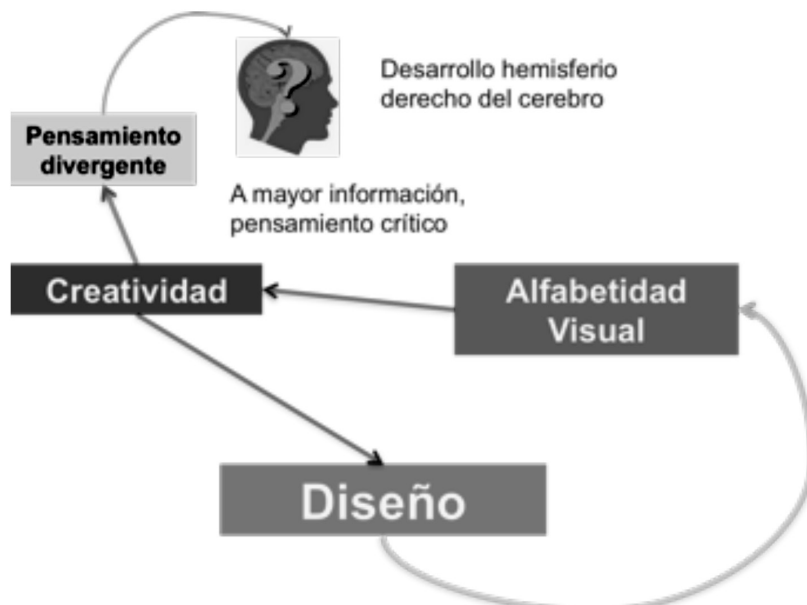 Desarrollo hemisferio
derecho del cerebro
Pensamiento
divergente
A mayor información,
pensamiento crítico
Creatividad
Alfabetidad
Visual
Diseño